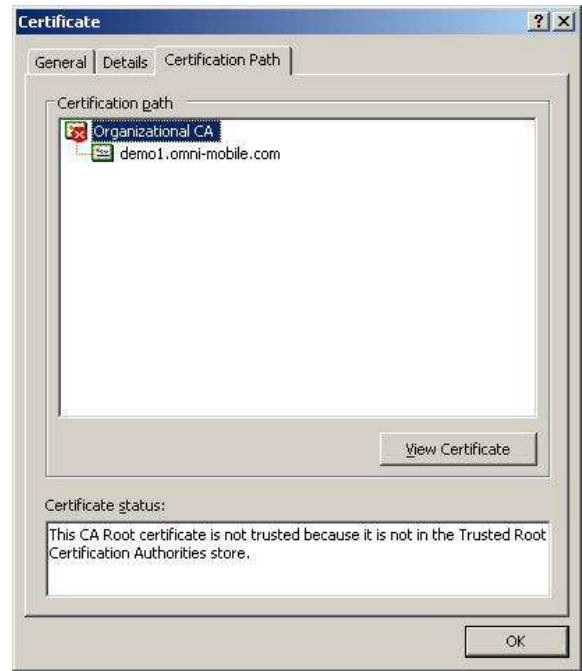 Certificate
General
Details
Certification Path
Certification path
Organizational CA
demo1.omni-mobile.com
View Certificate
Certificate status:
This CA Root certificate is not trusted because it is not in the Trusted Root
Certification Authorities store.
OK